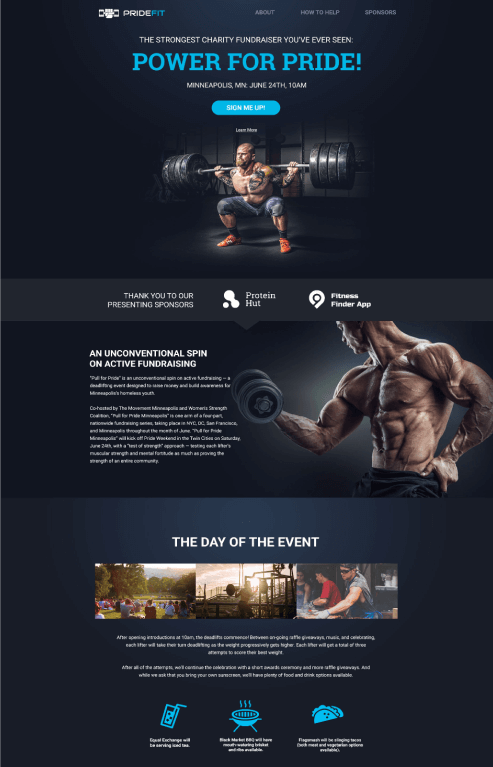 PRIDEFIT
ABOUT
HOW TO HELP
SPONSORS
THE STRONGEST CHARITY FUNDRAISER YOU'VE EVER SEEN:
POWER FOR PRIDE!
MINNEAPOLIS, MN: JUNE 24TH, 10AM
SIGN ME UP!
Learn More
THANK YOU TO OUR
PRESENTING SPONSORS
Protein
Hut
Fitness
Finder App
AN UNCONVENTIONAL SPIN
ON ACTIVE FUNDRAISING
"Pull for Pride" is an unconventional spin on active fundraising — a
deadlifting event designed to raise money and build awareness for
Minneapolis's homeless youth.
Co-hosted by The Movement Minneapolis and Women's Strength
Coalition, "Pull for Pride Minneapolis" is one arm of a four-part,
nationwide fundraising series, taking place in NYC, DC, San Francisco,
and Minneapolis throughout the month of June. "Pull for Pride
Minneapolis" will kick off Pride Weekend in the Twin Cities on Saturday,
June 24th, with a "test of strength" approach — testing each lifter's
muscular strength and mental fortitude as much as proving the
strength of an entire community.
THE DAY OF THE EVENT
After opening introductions at 10am, the deadlifts commence! Between on-going raffle giveaways, music, and celebrating,
each lifter will take their turn deadlifting as the weight progressively gets higher. Each lifter will get a total of three
attempts to score their best weight.
After all of the attempts, we'll continue the celebration with a short awards ceremony and more raffle giveaways. And
while we ask that you bring your own sunscreen, we'll have plenty of food and drink options available.
Equal Exchange will
be serving iced tea.
Black Market BBQ will have
mouth-watering brisket
and ribs available.
Flagsmash will be slinging tacos
(both meat and vegetarian options
available).